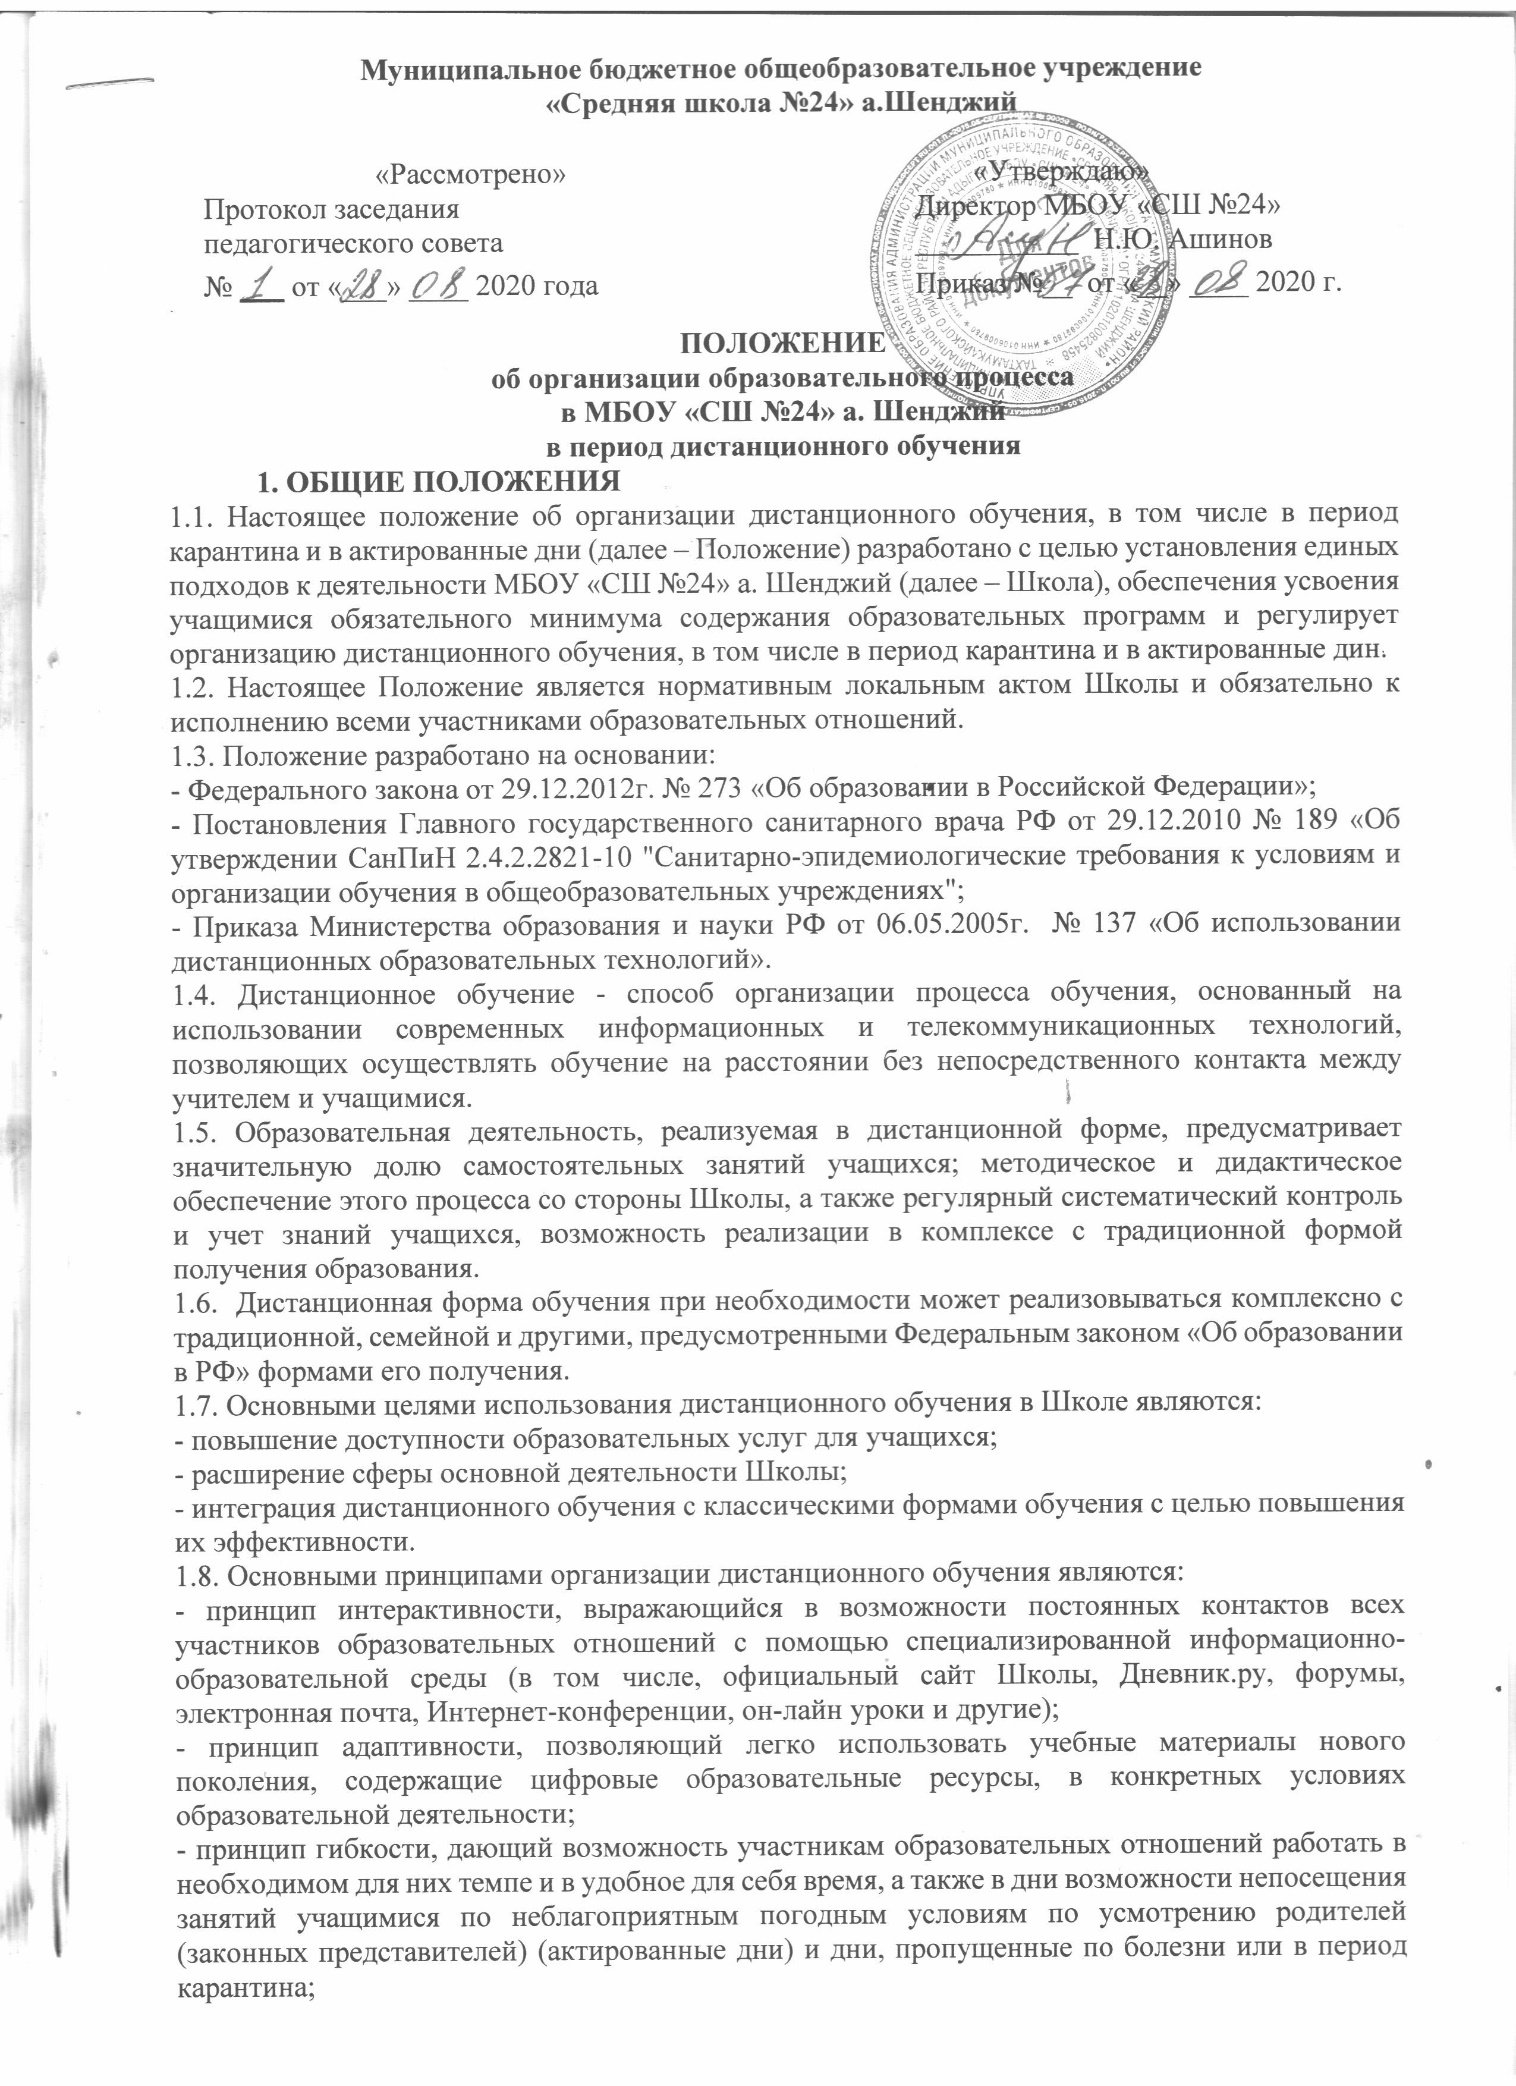 Муниципальное бюджетное общеобразовательное учреждение
«Средняя школа №24» а.Шенджий
«Рассмотрено»
Протокол заседания
педагогического совета
№ 1 от «28» 08 2020 года
«Утверждаю»
Директор МБОУ «СШ №24»
Н.Ю. Ашинов
Приказ № от «28» 08 2020 г.
Для
документов
ПОЛОЖЕНИЕ
об организации образовательного процесса
в МБОУ «СШ №24» а. Шенджий
в период дистанционного обучения
1. ОБЩИЕ ПОЛОЖЕНИЯ
1.1. Настоящее положение об организации дистанционного обучения, в том числе в период
карантина и в актированные дни (далее – Положение) разработано с целью установления единых
подходов к деятельности МБОУ «СШ №24» а. Шенджий (далее – Школа), обеспечения усвоения
учащимися обязательного минимума содержания образовательных программ и регулирует
организацию дистанционного обучения, в том числе в период карантина и в актированные дин.
1.2. Настоящее Положение является нормативным локальным актом Школы и обязательно к
исполнению всеми участниками образовательных отношений.
1.3. Положение разработано на основании:
- Федерального закона от 29.12.2012г. № 273 «Об образовании в Российской Федерации»;
- Постановления Главного государственного санитарного врача РФ от 29.12.2010 № 189 «Об
утверждении СанПиН 2.4.2.2821-10 "Санитарно-эпидемиологические требования к условиям и
организации обучения в общеобразовательных учреждениях";
- Приказа Министерства образования и науки РФ от 06.05.2005г. № 137 «Об использовании
дистанционных образовательных технологий».
1.4. Дистанционное обучение - способ организации процесса обучения, основанный на
использовании современных информационных и телекоммуникационных технологий,
позволяющих осуществлять обучение на расстоянии без непосредственного контакта между
учителем и учащимися.
1.5. Образовательная деятельность, реализуемая в дистанционной форме, предусматривает
значительную долю самостоятельных занятий учащихся; методическое и дидактическое
обеспечение этого процесса со стороны Школы, а также регулярный систематический контроль
и учет знаний учащихся, возможность реализации в комплексе с традиционной формой
получения образования.
1.6. Дистанционная форма обучения при необходимости может реализовываться комплексно с
традиционной, семейной и другими, предусмотренными Федеральным законом «Об образовании
в РФ» формами его получения.
1.7. Основными целями использования дистанционного обучения в Школе являются:
- повышение доступности образовательных услуг для учащихся;
- расширение сферы основной деятельности Школы;
- интеграция дистанционного обучения с классическими формами обучения с целью повышения
их эффективности.
1.8. Основными принципами организации дистанционного обучения являются:
- принцип интерактивности, выражающийся в возможности постоянных контактов всех
участников образовательных отношений с помощью специализированной информационно-
образовательной среды (в том числе, официальный сайт Школы, Дневник.ру, форумы,
электронная почта, Интернет-конференции, он-лайн уроки и другие);
- принцип адаптивности, позволяющий легко использовать учебные материалы нового
поколения, содержащие цифровые образовательные ресурсы, в конкретных условиях
образовательной деятельности;
- принцип гибкости, дающий возможность участникам образовательных отношений работать в
необходимом для них темпе и в удобное для себя время, а также в дни возможности непосещения
занятий учащимися по неблагоприятным погодным условиям по усмотрению родителей
(законных представителей) (актированные дни) и дни, пропущенные по болезни или в период
карантина;